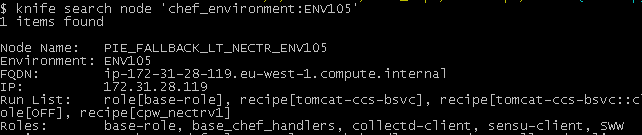 $ knife search node 'chef_environment:ENV105'
1 items found
Node Name:   PIE_FALLBACK_LT_NECTR_ENV105
Environment: ENV105
FQDN:        ip-172-31-28-119.eu-west-1.compute.internal
IP:          172.31.28.119
Run List:    role[base-role], recipe[tomcat-ccs-bsvc], recipe[tomcat-ccs-bsvc::cl
ole[OFF], recipe[cpw_nectrv1]
Roles:       base-role, base_chef_handlers, collectd-client, sensu-client, sww